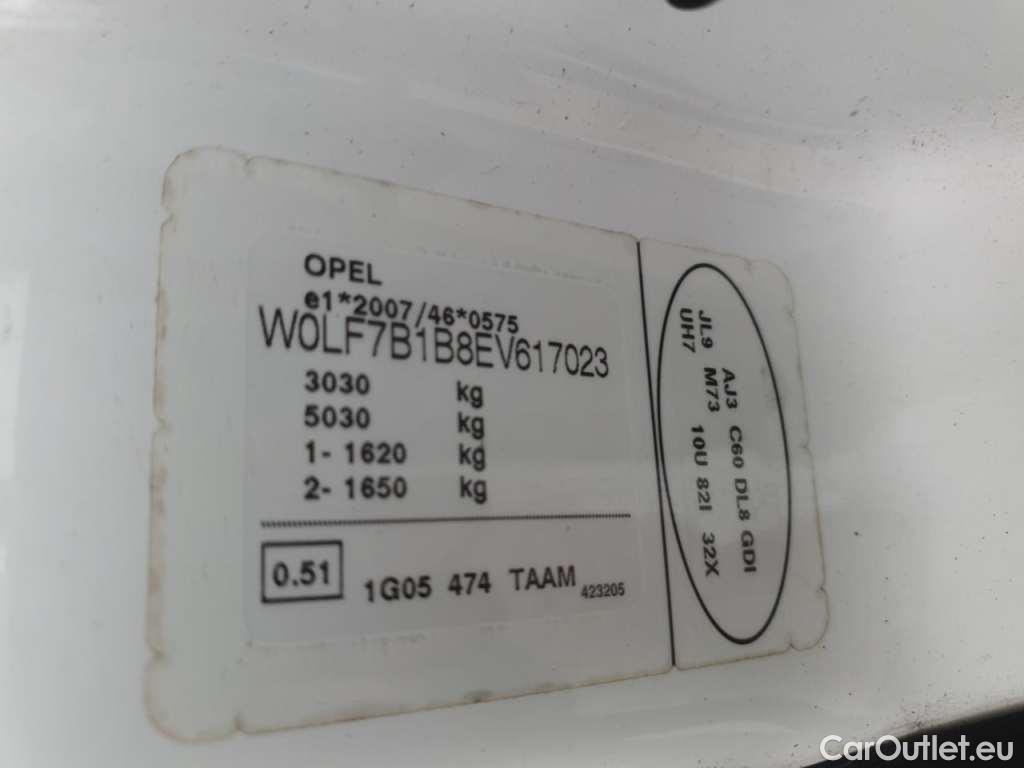 OPEL
e1*2007/46*0575
W0LF7B1B8EV617023
3030 kg
5030 kg
1- 1620 kg
2- 1650 kg
0.51 1G05 474 TAAM 423205
AJ3 C60 DL8 GDI
JL9 M73 10U 82I 32X
UH7
CarOutlet.eu